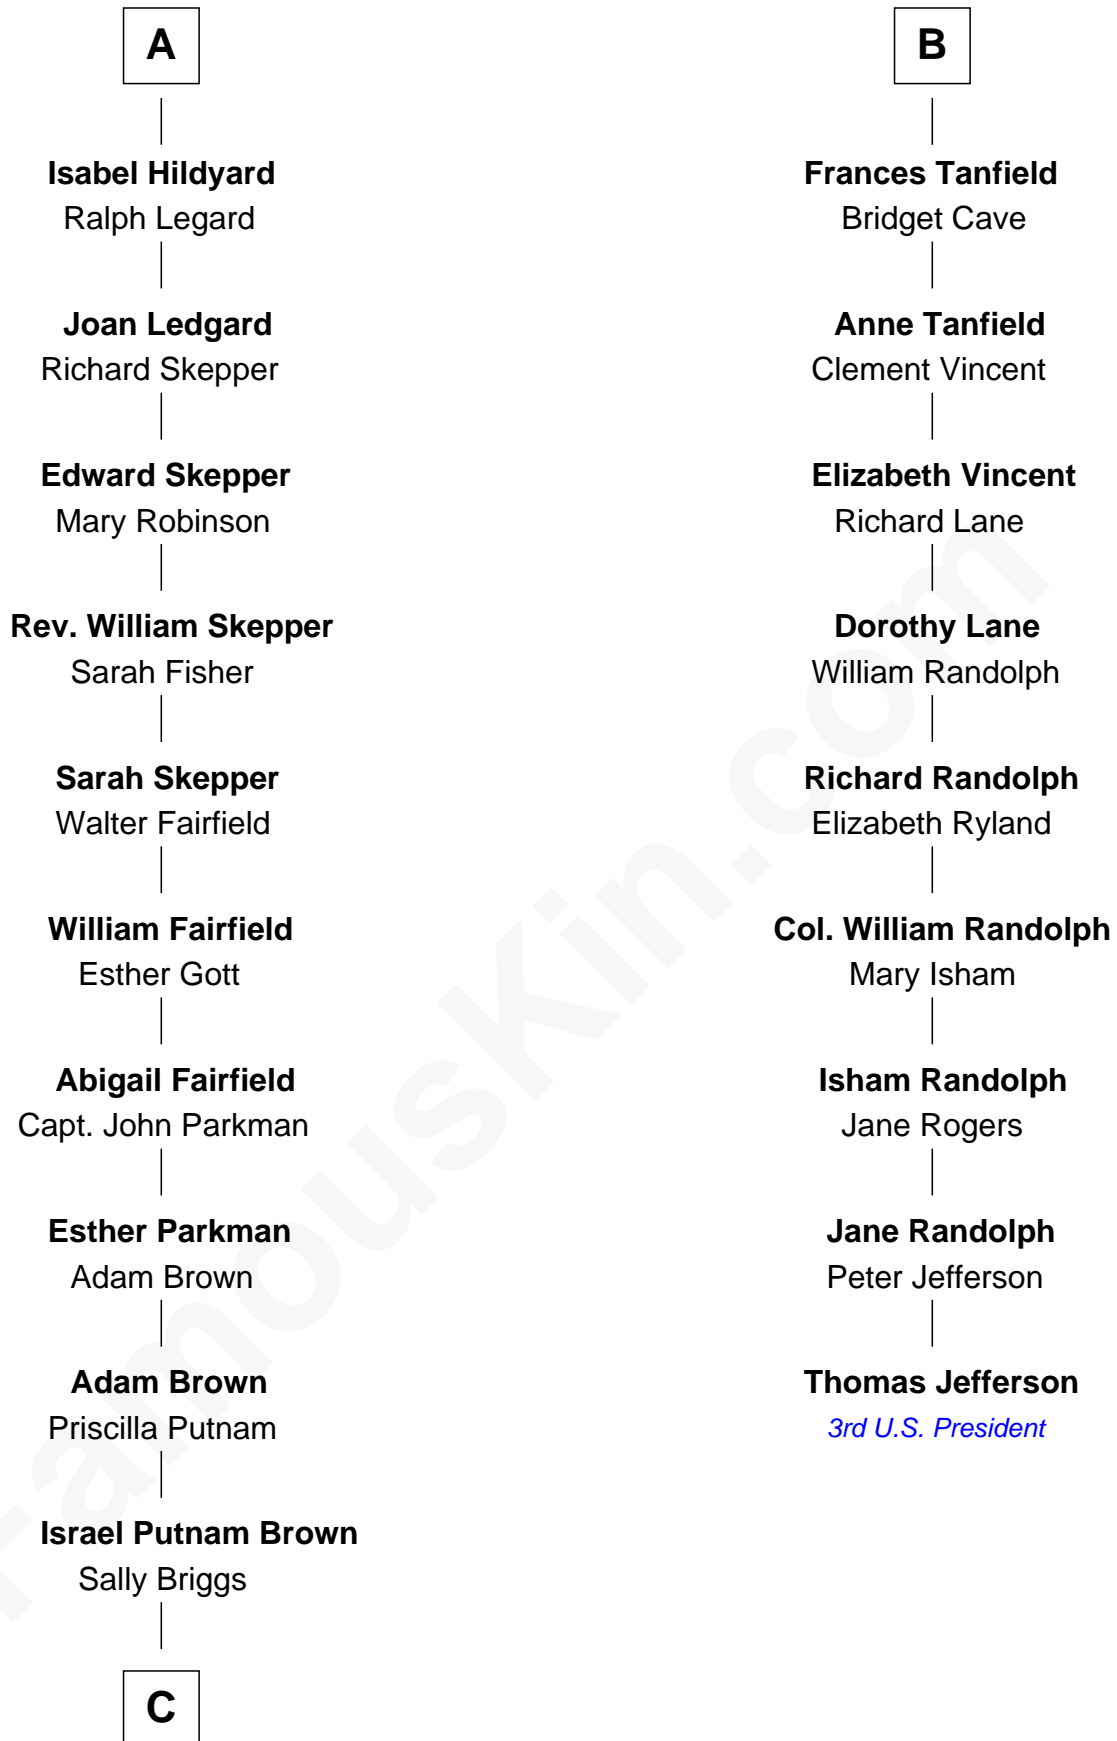 A
Isabel Hildyard
Ralph Legard
Joan Ledgard
Richard Skepper
Edward Skepper
Mary Robinson
Rev. William Skepper
Sarah Fisher
Sarah Skepper
Walter Fairfield
William Fairfield
Esther Gott
Abigail Fairfield
Capt. John Parkman
Esther Parkman
Adam Brown
Adam Brown
Priscilla Putnam
Israel Putnam Brown
Sally Briggs
C
B
Frances Tanfield
Bridget Cave
Anne Tanfield
Clement Vincent
Elizabeth Vincent
Richard Lane
Dorothy Lane
William Randolph
Richard Randolph
Elizabeth Ryland
Col. William Randolph
Mary Isham
Isham Randolph
Jane Rogers
Jane Randolph
Peter Jefferson
Thomas Jefferson
3rd U.S. President
FamousKin.com